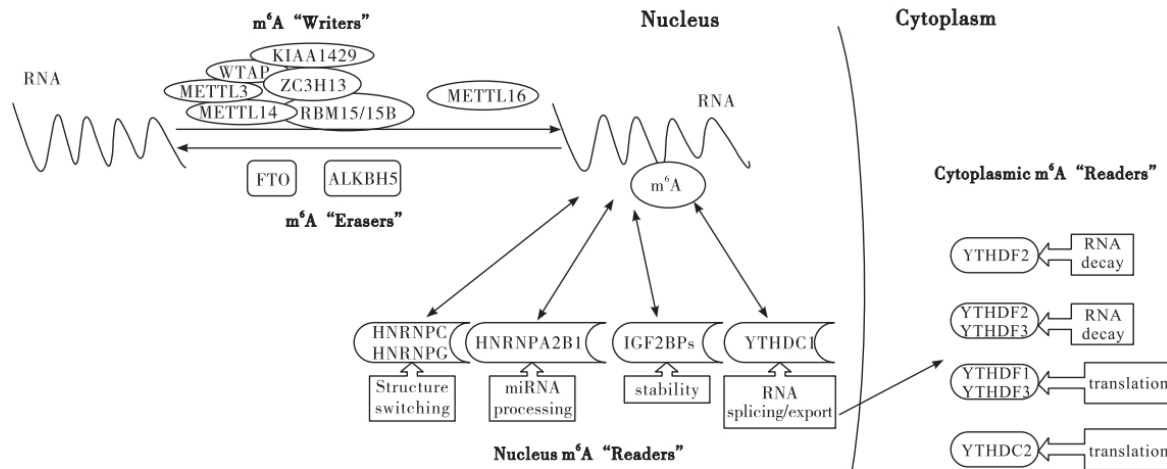 Nucleus
Cytoplasm
m⁶A “Writers”
KIAA1429
WTAP
ZC3H13
METTL3
METTL14
RBM15/15B
METTL16
RNA
RNA
m⁶A
FTO
ALKBH5
m⁶A “Erasers”
HNRNPC
HNRNPG
HNRNPA2B1
IGF2BPs
YTHDC1
Structure
switching
miRNA
processing
stability
RNA
splicing/export
Nucleus m⁶A “Readers”
Cytoplasmic m⁶A “Readers”
YTHDF2
RNA
decay
YTHDF2
YTHDF3
RNA
decay
YTHDF1
YTHDF3
translation
YTHDC2
translation